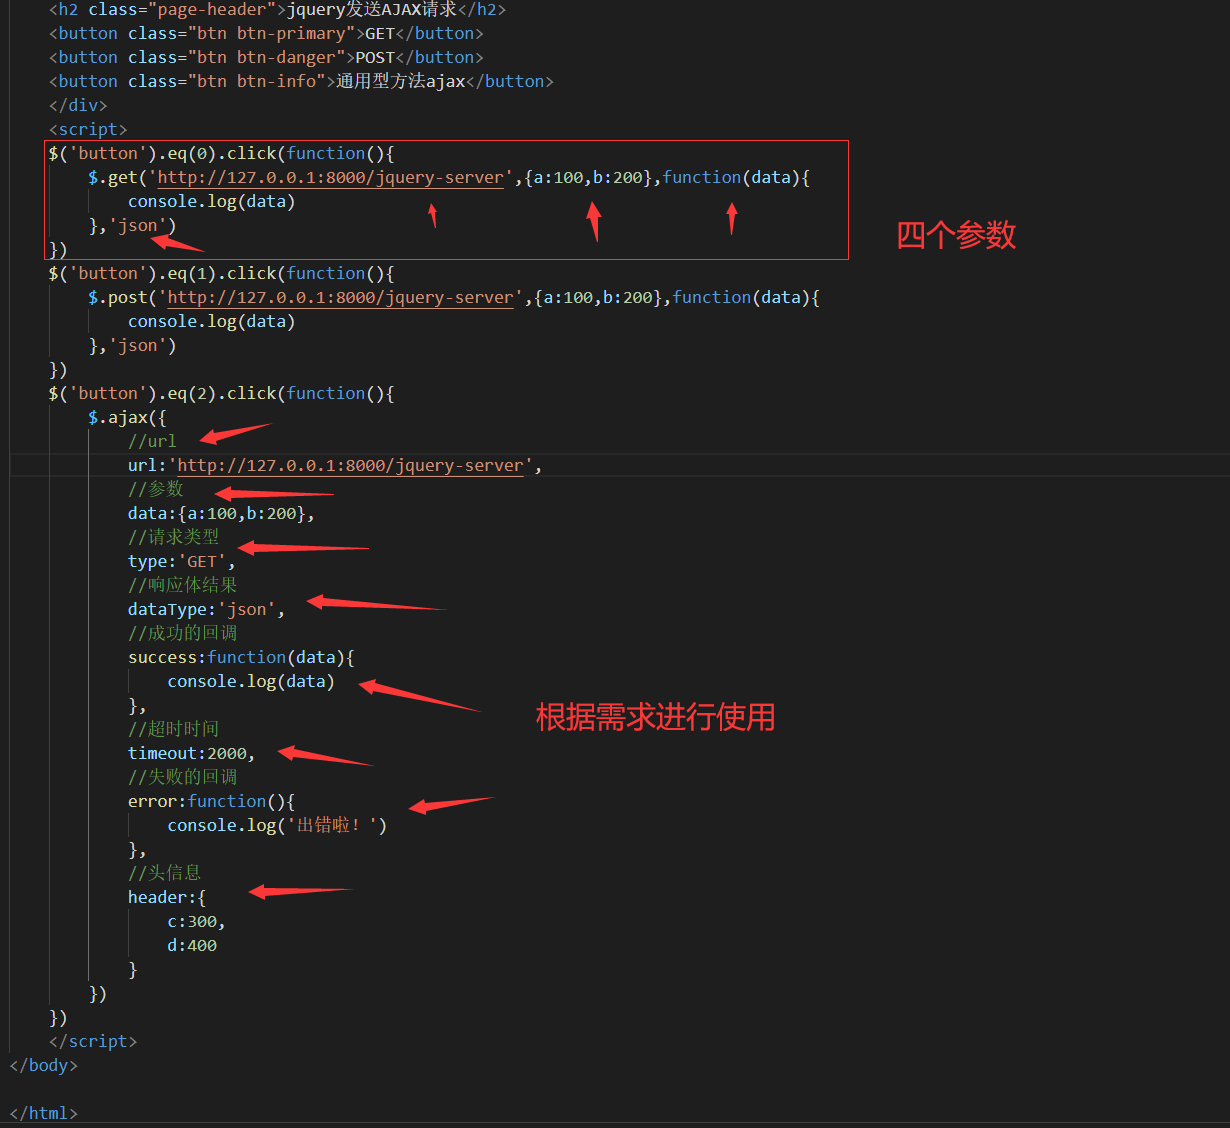 <h2 class="page-header">jquery发送AJAX请求</h2>
<button class="btn btn-primary">GET</button>
<button class="btn btn-danger">POST</button>
<button class="btn btn-info">通用型方法ajax</button>
</div>
<script>
$('button').eq(0).click(function(){
$.get('http://127.0.0.1:8000/jquery-server',{a:100,b:200},function(data){
console.log(data)
},'json')
四个参数
})
$('button').eq(1).click(function(){
$.post('http://127.0.0.1:8000/jquery-server',{a:100,b:200},function(data){
console.log(data)
},'json')
})
$('button').eq(2).click(function(){
$.ajax({
//url
url:'http://127.0.0.1:8000/jquery-server',
//参数
data:{a:100,b:200},
//请求类型
type:'GET',
//响应体结果
dataType:'json',
//成功的回调
success:function(data){
console.log(data)
},
根据需求进行使用
//超时时间
timeout:2000,
//失败的回调
error:function(){
console.log('出错啦！')
},
//头信息
header:{
c:300,
d:400
}
})
})
</script>
</body>
</html>